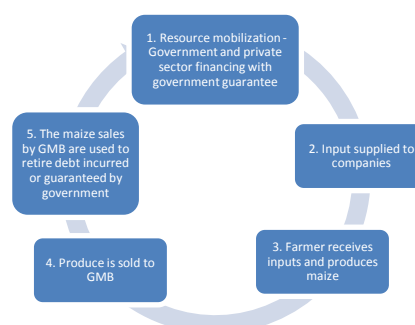 1. Resource mobilization -
Government and private
sector financing with
government guarantee
2. Input supplied to
companies
3. Farmer receives
inputs and produces
maize
4. Produce is sold to
GMB
5. The maize sales
by GMB are used to
retire debt incurred
or guaranteed by
government